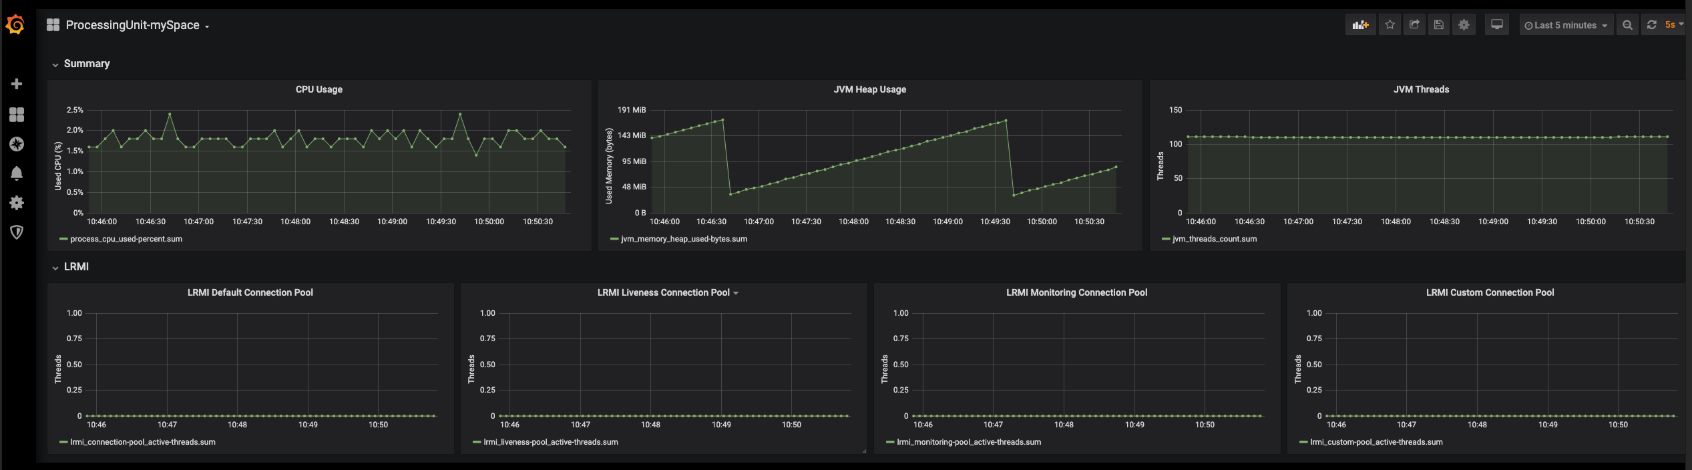 ProcessingUnit-mySpace
Last 5 minutes
5s
Summary
CPU Usage
2.5%
2.0%
1.5%
1.0%
0.5%
0%
Used CPU (%)
10:46:00 10:46:30 10:47:00 10:47:30 10:48:00 10:48:30 10:49:00 10:49:30 10:50:00 10:50:30
process_cpu_used-percent.sum
JVM Heap Usage
191 MiB
143 MiB
95 MiB
48 MiB
0 B
Used Memory (bytes)
10:46:00 10:46:30 10:47:00 10:47:30 10:48:00 10:48:30 10:49:00 10:49:30 10:50:00 10:50:30
jvm_memory_heap_used-bytes.sum
JVM Threads
150
100
50
0
Threads
10:46:00 10:46:30 10:47:00 10:47:30 10:48:00 10:48:30 10:49:00 10:49:30 10:50:00 10:50:30
jvm_threads_count.sum
LRMI
LRMI Default Connection Pool
1.00
0.75
0.50
0.25
0
Threads
10:46 10:47 10:48 10:49 10:50
lrmi_connection-pool_active-threads.sum
LRMI Liveness Connection Pool
1.00
0.75
0.50
0.25
0
Threads
10:46 10:47 10:48 10:49 10:50
lrmi_liveness-pool_active-threads.sum
LRMI Monitoring Connection Pool
1.00
0.75
0.50
0.25
0
Threads
10:46 10:47 10:48 10:49 10:50
lrmi_monitoring-pool_active-threads.sum
LRMI Custom Connection Pool
1.00
0.75
0.50
0.25
0
Threads
10:46 10:47 10:48 10:49 10:50
lrmi_custom-pool_active-threads.sum